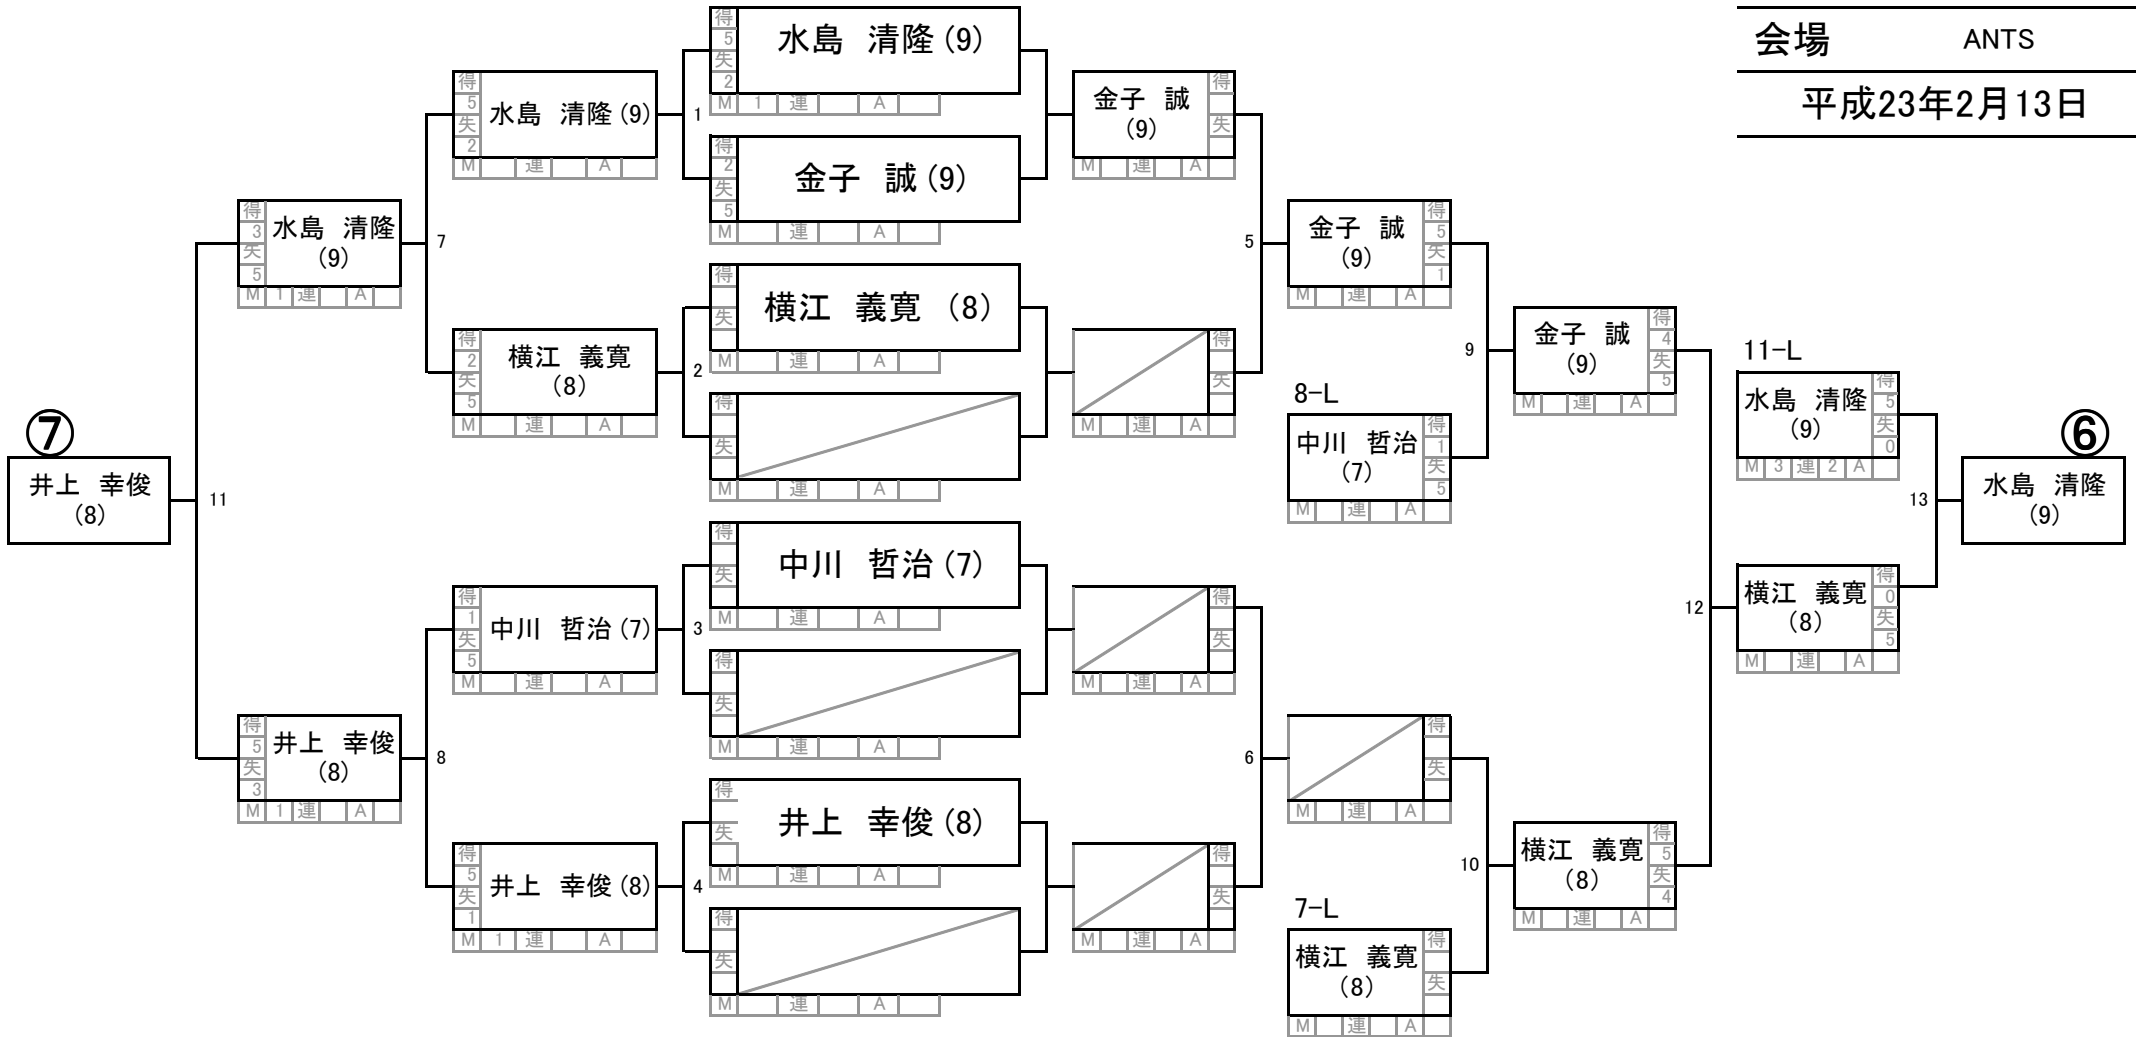 会場 ANTS
平成23年2月13日
⑦
井上 幸俊
(8)
11
得 3 失 5
水島 清隆
(9)
M 1 連 A
得 5 失 3
井上 幸俊
(8)
M 1 連 A
7
8
得 5 失 2
水島 清隆(9)
M 連 A
得 2 失 5
横江 義寛
(8)
M 連 A
得 1 失 5
中川 哲治(7)
M 連 A
得 5 失 1
井上 幸俊(8)
M 1 連 A
1
2
3
4
得 5 失 2
水島 清隆(9)
M 1 連 A
得 2 失 5
金子 誠(9)
M 連 A
得 失
横江 義寛 (8)
M 連 A
得 失
M 連 A
得 失
中川 哲治(7)
M 連 A
得 失
M 連 A
得 失
井上 幸俊(8)
M 連 A
得 失
M 連 A
金子 誠
(9)
得 失
M 連 A
得 失
M 連 A
得 失
M 連 A
得 失
M 連 A
5
6
金子 誠
(9)
得 5 失 1
M 連 A
8-L
中川 哲治
(7)
得 1 失 5
M 連 A
得 失
M 連 A
7-L
横江 義寛
(8)
得 失
M 連 A
9
10
金子 誠
(9)
得 4 失 5
M 連 A
横江 義寛
(8)
得 5 失 4
M 連 A
12
11-L
水島 清隆
(9)
得 5 失 0
M 3 連 2 A
横江 義寛
(8)
得 0 失 5
M 連 A
13
⑥
水島 清隆
(9)